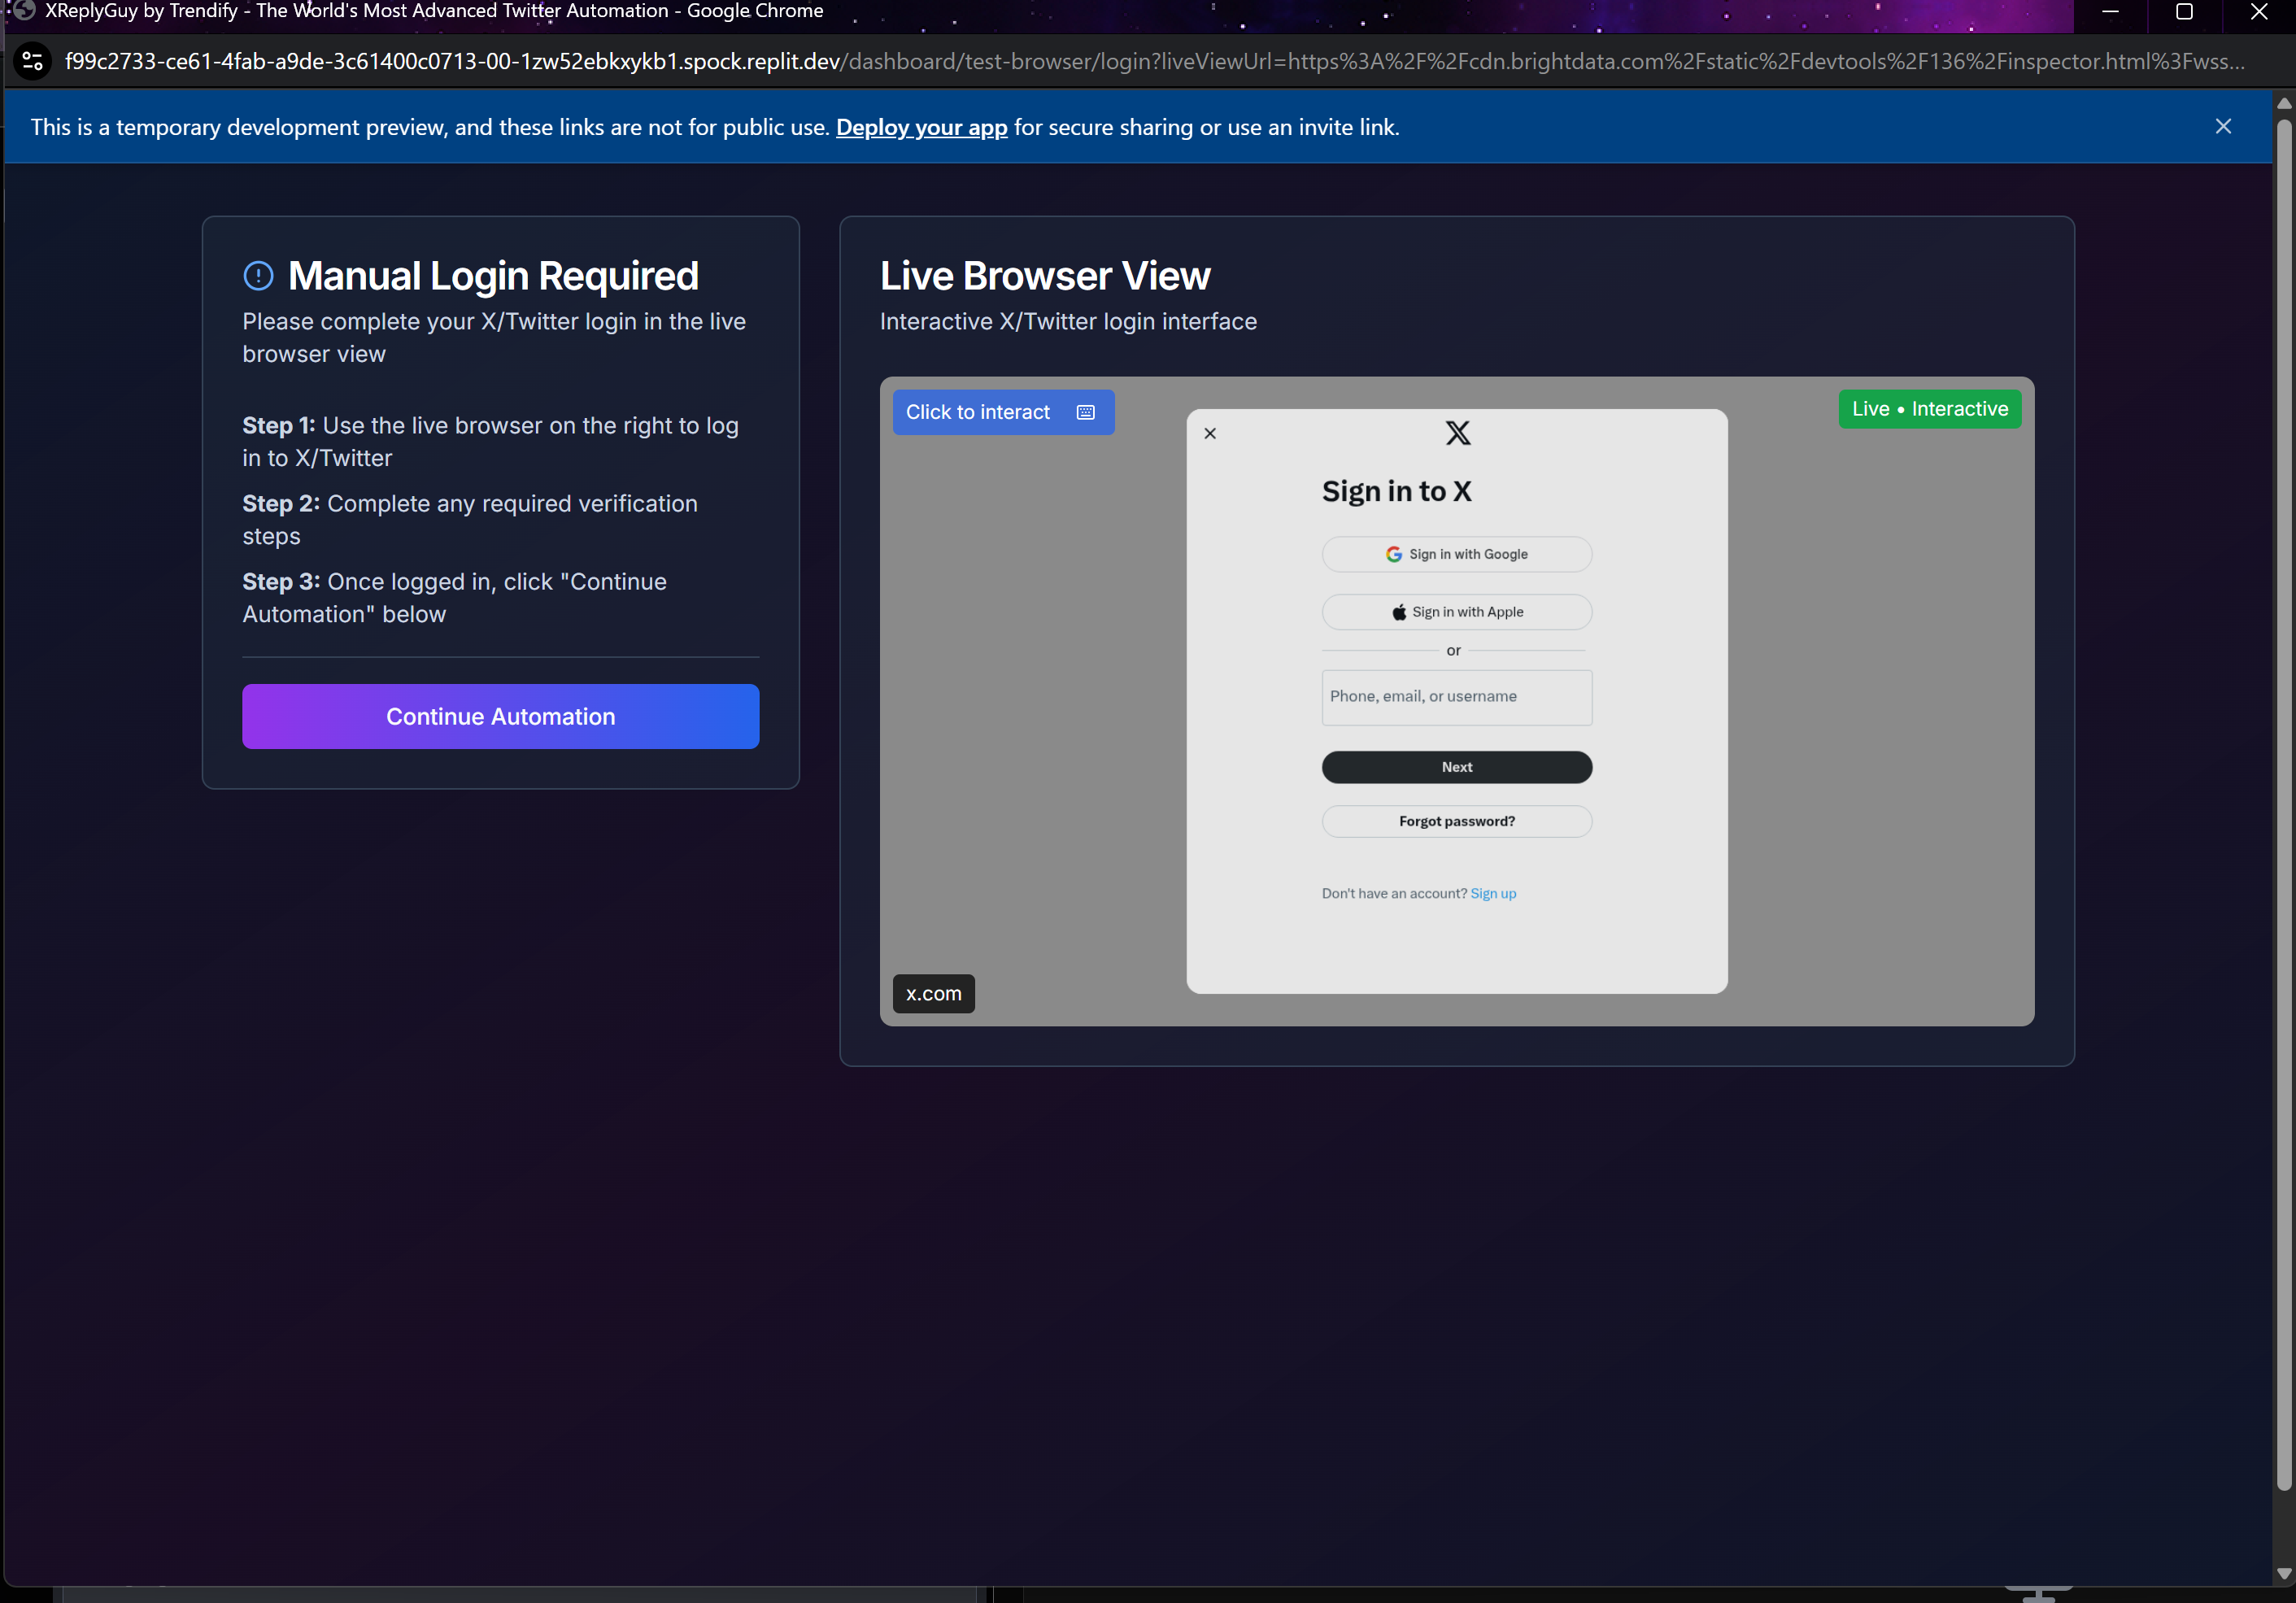 XReplyGuy by Trendify - The World's Most Advanced Twitter Automation - Google Chrome
f99c2733-ce61-4fab-a9de-3c61400c0713-00-1zw52ebkxykb1.spock.replit.dev/dashboard/test-browser/login?liveViewUrl=https%3A%2F%2Fcdn.brightdata.com%2Fstatic%2Fdevtools%2F136%2Finspector.html%3Fwss...
This is a temporary development preview, and these links are not for public use. Deploy your app for secure sharing or use an invite link.
Manual Login Required
Please complete your X/Twitter login in the live
browser view
Step 1: Use the live browser on the right to log
in to X/Twitter
Step 2: Complete any required verification
steps
Step 3: Once logged in, click "Continue
Automation" below
Continue Automation
Live Browser View
Interactive X/Twitter login interface
Click to interact
Live • Interactive
Sign in to X
Sign in with Google
Sign in with Apple
or
Phone, email, or username
Next
Forgot password?
Don't have an account? Sign up
x.com